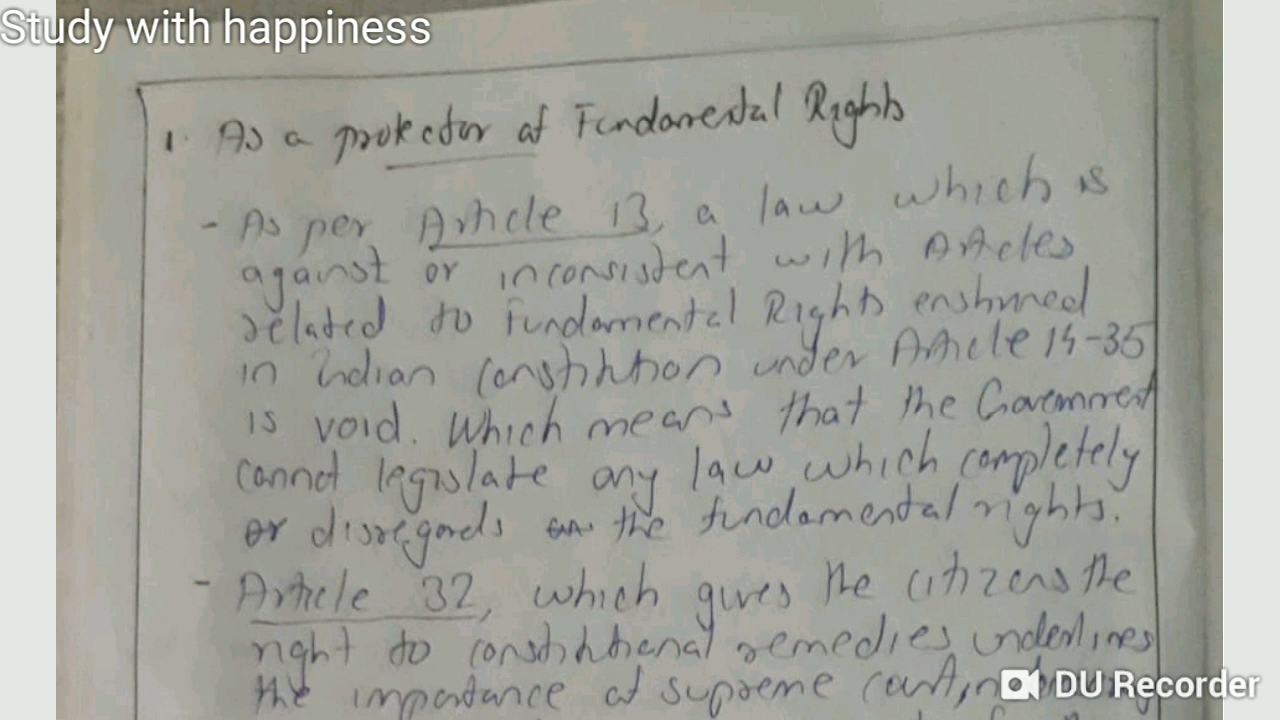 Study with happiness
1. As a protector of Fundamental Rights
- As per Article 13, a law which is
against or inconsistent with Articles
related to Fundamental Rights enshrined
in Indian Constitution under Article 14-35
is void. Which means that the Government
cannot legislate any law which completely
or disregards the fundamental rights.
- Article 32, which gives the citizens the
right to constitutional remedies underlines
the importance of supreme court,
DU Recorder